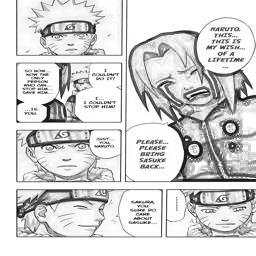 NARUTO.
THIS...
THIS IS
MY WISH...
OF A
LIFETIME
...
PLEASE...
PLEASE
BRING
SASUKE
BACK...
I
COULDN'T
DO IT!
I...
I COULDN'T
STOP HIM!
SO NOW...
NOW THE
ONLY
PERSON
WHO CAN
STOP HIM...
SAVE HIM...
...IS
YOU.
JUST...
YOU,
NARUTO.
SAKURA,
YOU
SURE DO
CARE
ABOUT
SASUKE...